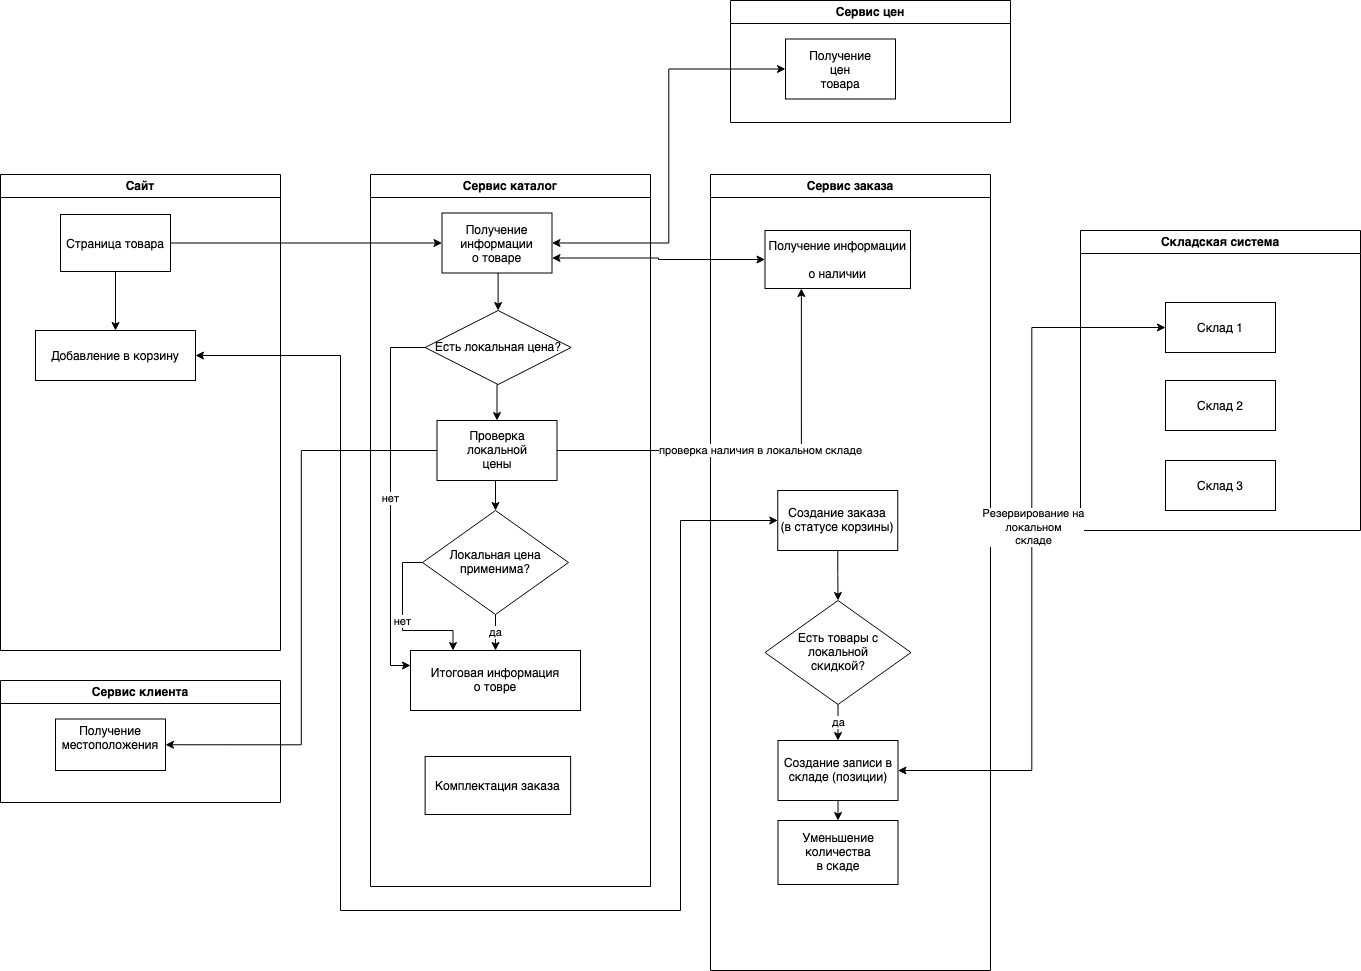 Сервис цен
Получение
цен
товара
Сайт
Страница товара
Добавление в корзину
Сервис каталог
Получение
информации
о товаре
Есть локальная цена?
Проверка
локальной
цены
нет
Локальная цена
применима?
нет
да
Итоговая информация
о товре
Комплектация заказа
Сервис клиента
Получение
местоположения
Сервис заказа
Получение информации
о наличии
проверка наличия в локальном складе
Создание заказа
(в статусе корзины)
Есть товары с
локальной
скидкой?
да
Создание записи в
складе (позиции)
Уменьшение
количества
в скаде
Резервирование на
локальном
складе
Складская система
Склад 1
Склад 2
Склад 3